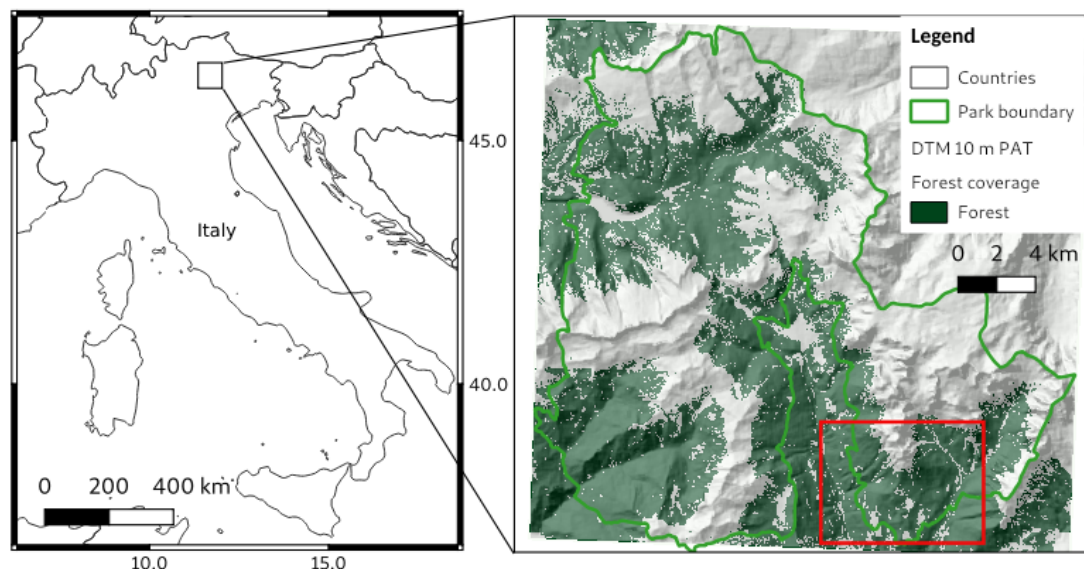 Italy
0 200 400 km
10.0
15.0
45.0
40.0
Legend
Countries
Park boundary
DTM 10 m PAT
Forest coverage
Forest
0 2 4 km